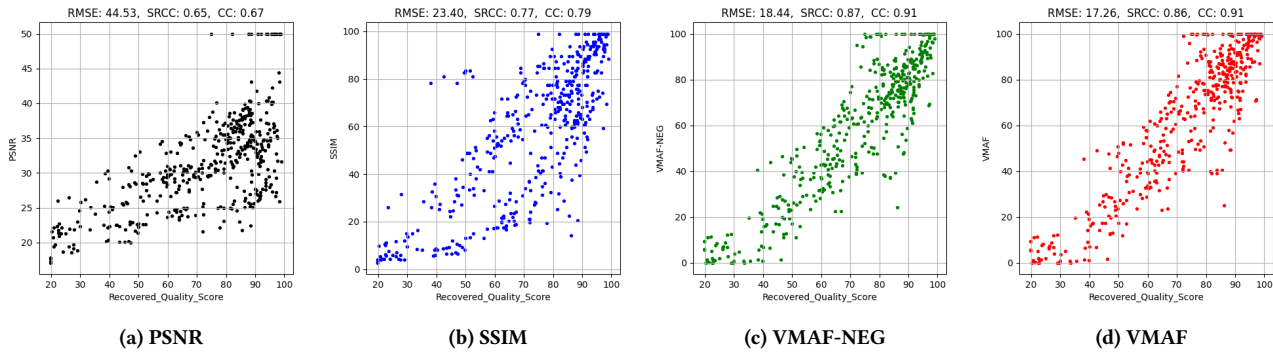 RMSE: 44.53, SRCC: 0.65, CC: 0.67
50
45
40
35
30
25
20
PSNR
20 30 40 50 60 70 80 90 100
Recovered_Quality_Score
(a) PSNR
RMSE: 23.40, SRCC: 0.77, CC: 0.79
100
80
60
40
20
0
SSIM
20 30 40 50 60 70 80 90 100
Recovered_Quality_Score
(b) SSIM
RMSE: 18.44, SRCC: 0.87, CC: 0.91
100
80
60
40
20
0
VMAF-NEG
20 30 40 50 60 70 80 90 100
Recovered_Quality_Score
(c) VMAF-NEG
RMSE: 17.26, SRCC: 0.86, CC: 0.91
100
80
60
40
20
0
VMAF
20 30 40 50 60 70 80 90 100
Recovered_Quality_Score
(d) VMAF